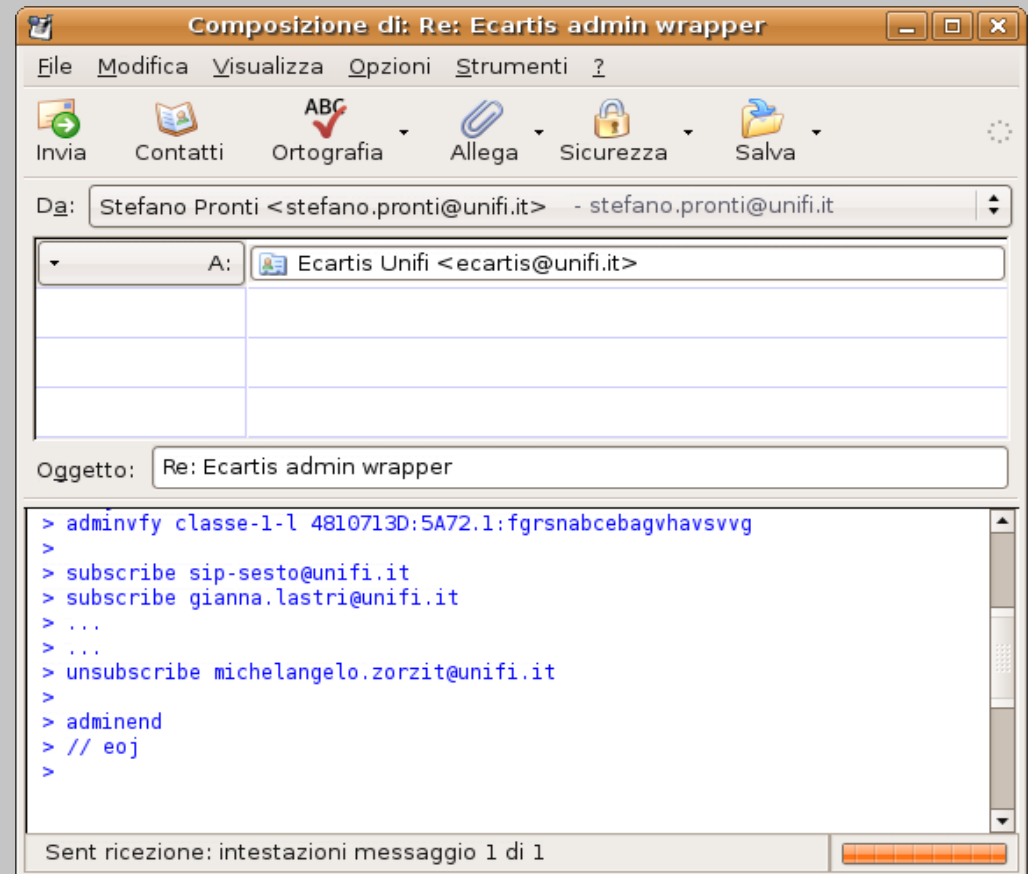 Composizione di: Re: Ecartis admin wrapper
File Modifica Visualizza Opzioni Strumenti ?
ABC
Invia Contatti Ortografia Allega Sicurezza Salva
Da: Stefano Pronti <stefano.pronti@unifi.it> - stefano.pronti@unifi.it
A: Ecartis Unifi <ecartis@unifi.it>
Oggetto: Re: Ecartis admin wrapper
> adminvfy classe-1-l 4810713D:5A72.1:fgrsnabcebagvhavsvvg
>
> subscribe sip-sesto@unifi.it
> subscribe gianna.lastri@unifi.it
> ...
> ...
> unsubscribe michelangelo.zorzit@unifi.it
>
> adminend
> // eoj
>
Sent ricezione: intestazioni messaggio 1 di 1